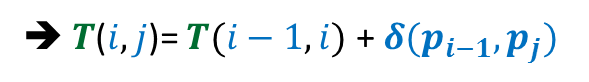 ➔ T(i,j)= T(i − 1, i) + δ(pᵢ₋₁,pⱼ)